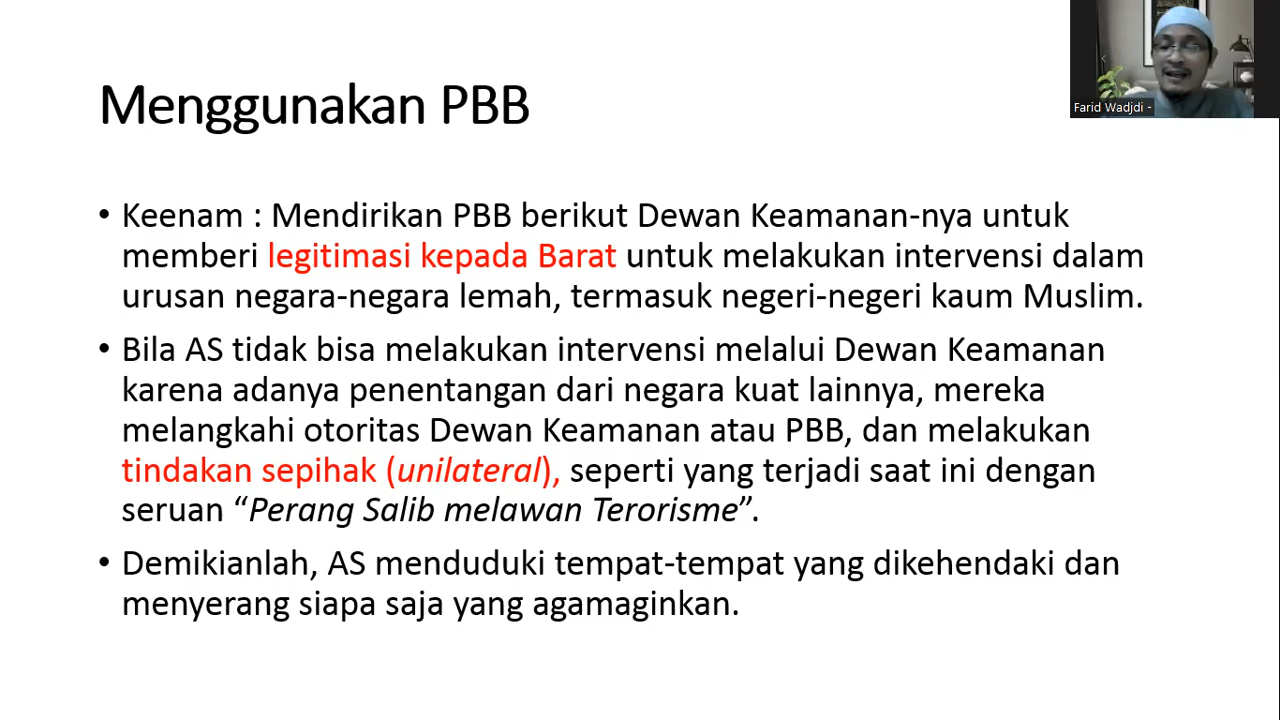 Menggunakan PBB
Farid Wadjdi -
• Keenam : Mendirikan PBB berikut Dewan Keamanan-nya untuk
memberi legitimasi kepada Barat untuk melakukan intervensi dalam
urusan negara-negara lemah, termasuk negeri-negeri kaum Muslim.
• Bila AS tidak bisa melakukan intervensi melalui Dewan Keamanan
karena adanya penentangan dari negara kuat lainnya, mereka
melangkahi otoritas Dewan Keamanan atau PBB, dan melakukan
tindakan sepihak (unilateral), seperti yang terjadi saat ini dengan
seruan “Perang Salib melawan Terorisme”.
• Demikianlah, AS menduduki tempat-tempat yang dikehendaki dan
menyerang siapa saja yang agamaginkan.